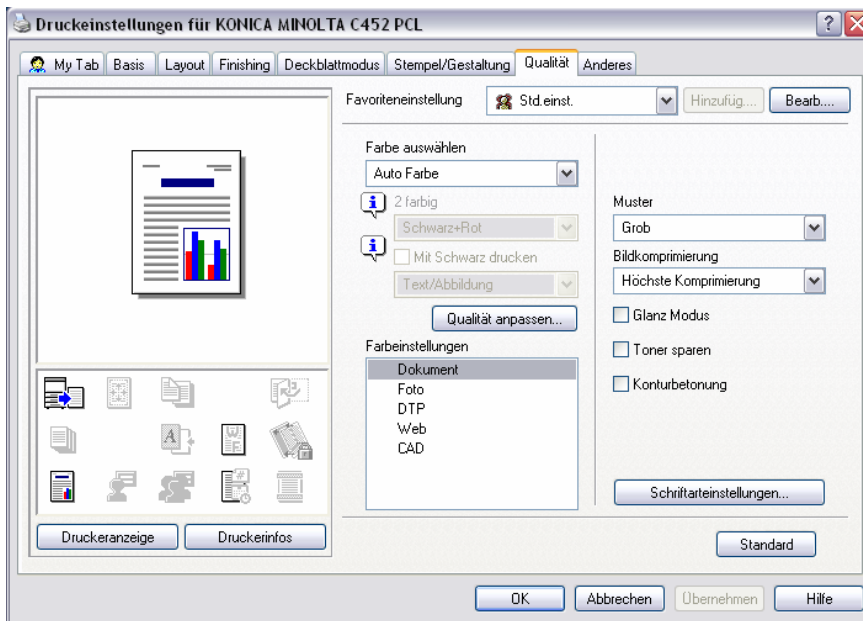 Druckeinstellungen für KONICA MINOLTA C452 PCL
My Tab Basis Layout Finishing Deckblattmodus Stempel/Gestaltung Qualität Anderes
Favoriteneinstellung Std.einst. Hinzufüg.... Bearb....
Farbe auswählen
Auto Farbe
2 farbig
Schwarz+Rot
Mit Schwarz drucken
Text/Abbildung
Qualität anpassen...
Farbeinstellungen
Dokument
Foto
DTP
Web
CAD
Muster
Grob
Bildkomprimierung
Höchste Komprimierung
Glanz Modus
Toner sparen
Konturbetonung
Schriftarteinstellungen...
Druckeranzeige Druckerinfos
Standard
OK Abbrechen Übernehmen Hilfe